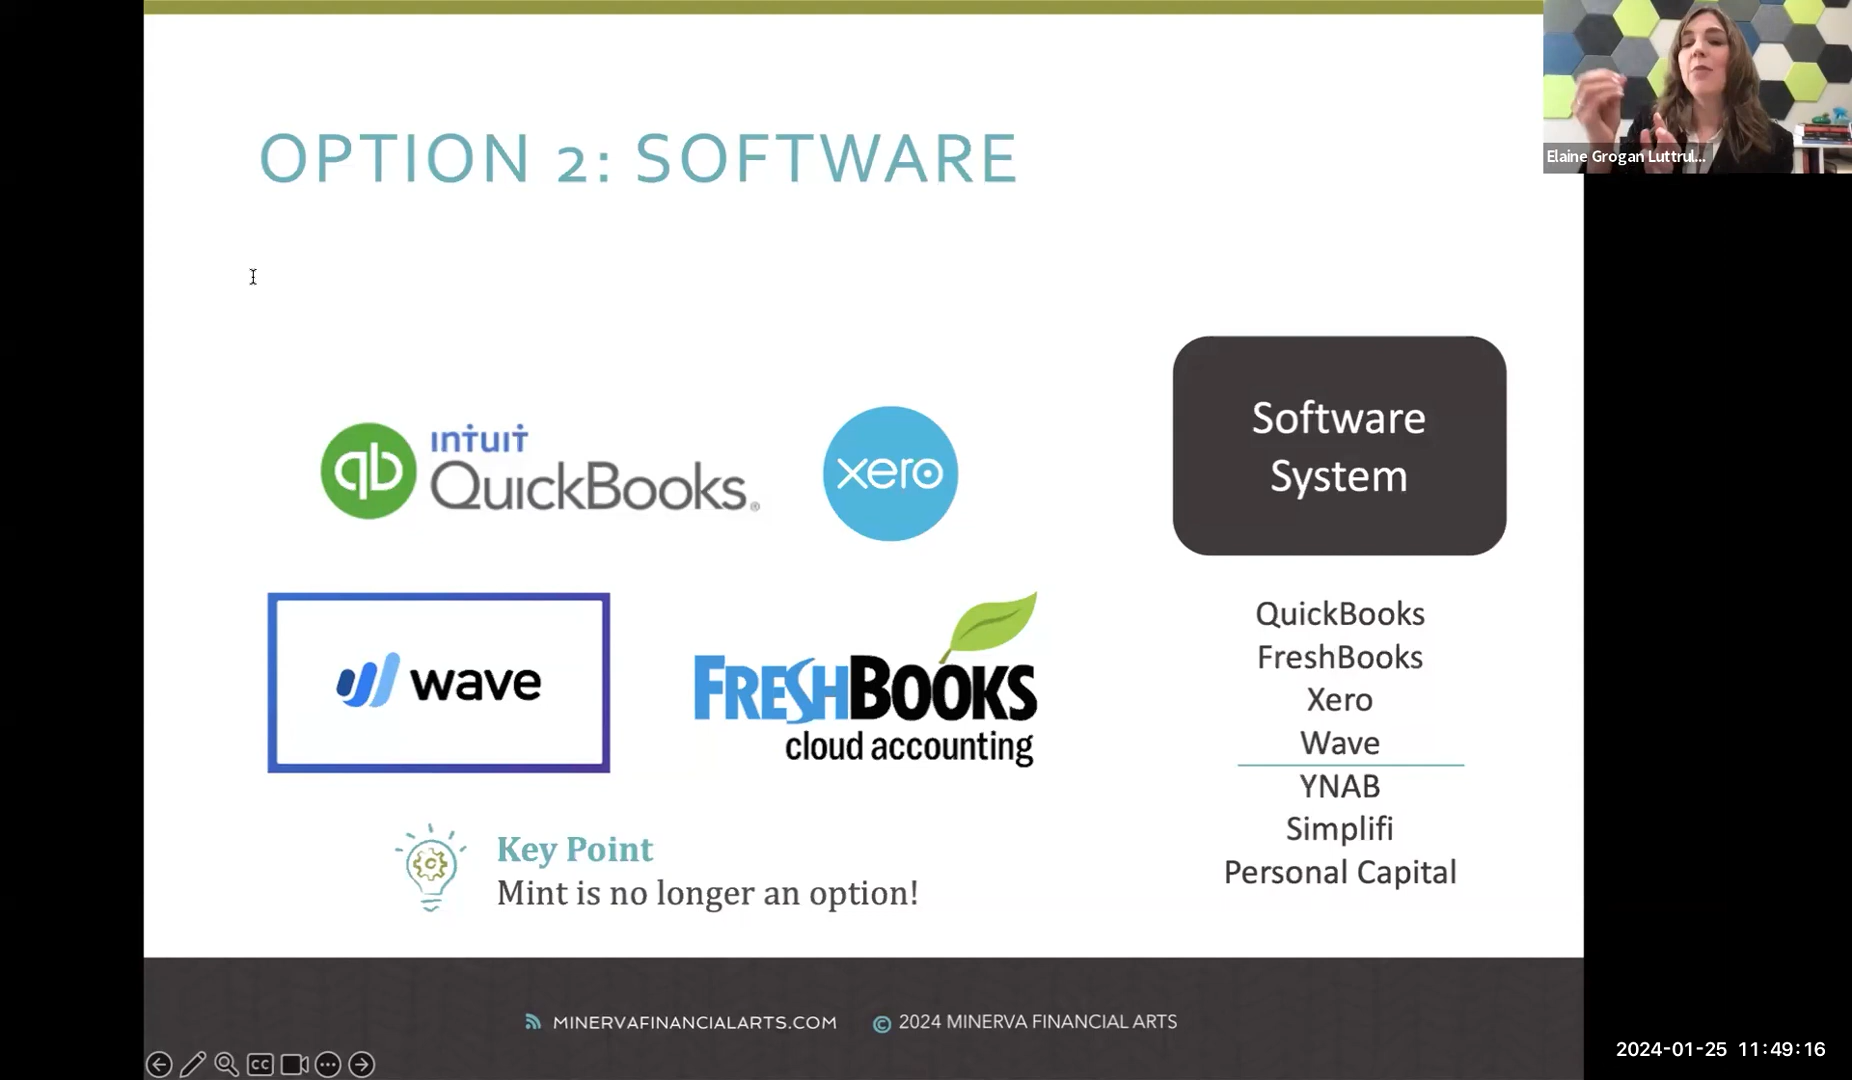 OPTION 2: SOFTWARE
Elaine Grogan Luttrul...
qb intuit QuickBooks®
xero
wave
FRESHBOOKS
cloud accounting
Key Point
Mint is no longer an option!
Software
System
QuickBooks
FreshBooks
Xero
Wave
YNAB
Simplifi
Personal Capital
MINERVAFINANCIALARTS.COM © 2024 MINERVA FINANCIAL ARTS
CC
2024-01-25 11:49:16